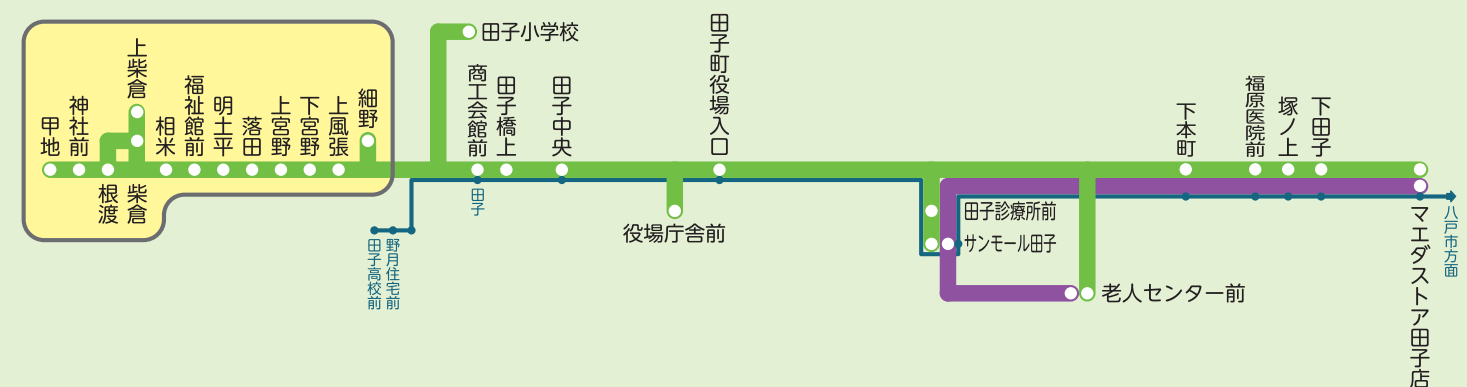 甲地
神社前
根渡
上柴倉
柴倉
相米
福祉館前
明土平
落田
上宮野
下宮野
上風張
細野
田子小学校
商工会館前
田子
田子橋上
田子中央
役場庁舎前
田子町役場入口
田子高校前
野月住宅前
田子診療所前
サンモール田子
老人センター前
下本町
福原医院前
塚ノ上
下田子
マエダストア田子店
八戸市方面